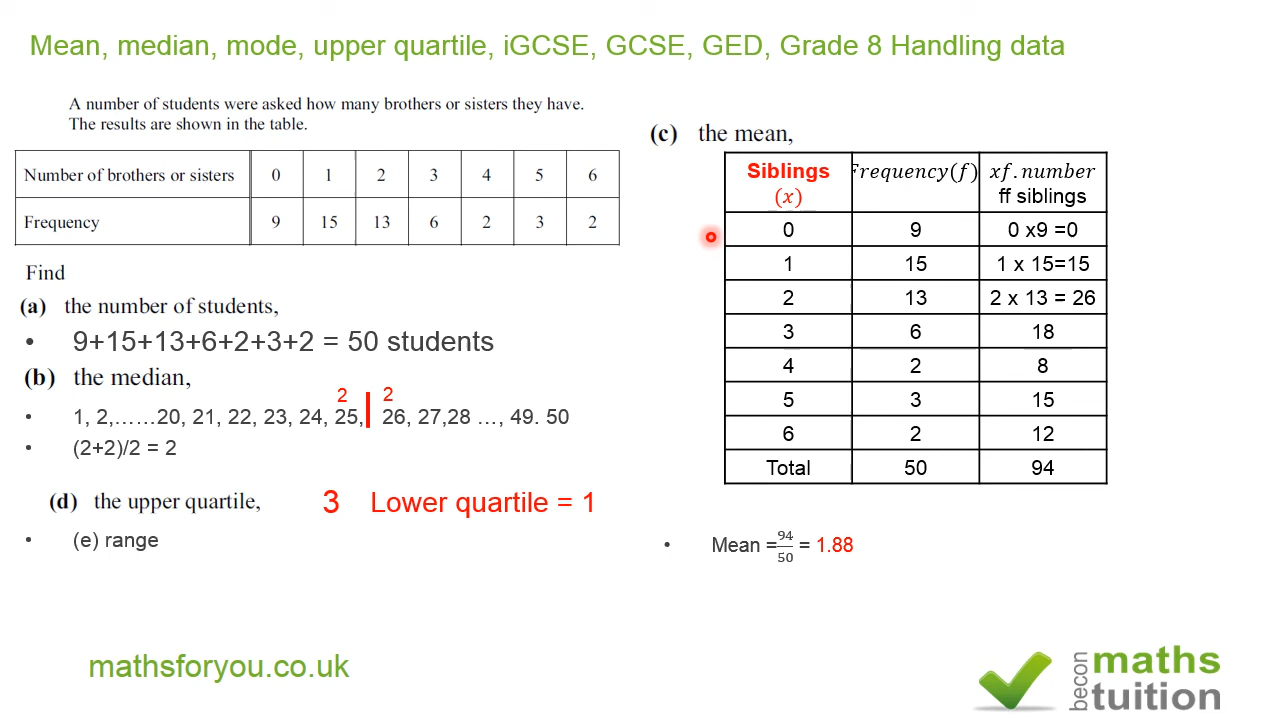 Mean, median, mode, upper quartile, iGCSE, GCSE, GED, Grade 8 Handling data
A number of students were asked how many brothers or sisters they have.
The results are shown in the table.
Number of brothers or sisters 0 1 2 3 4 5 6
Frequency 9 15 13 6 2 3 2
Find
(a) the number of students,
• 9+15+13+6+2+3+2 = 50 students
(b) the median,
2 2
• 1, 2,……20, 21, 22, 23, 24, 25, 26, 27,28 …, 49. 50
• (2+2)/2 = 2
(d) the upper quartile, 3 Lower quartile = 1
• (e) range
(c) the mean,
Siblings (x) Frequency(f) xf.number ff siblings
0 9 0 x9 =0
1 15 1 x 15=15
2 13 2 x 13 = 26
3 6 18
4 2 8
5 3 15
6 2 12
Total 50 94
• Mean =94/50 = 1.88
mathsforyou.co.uk
becon
maths
tuition